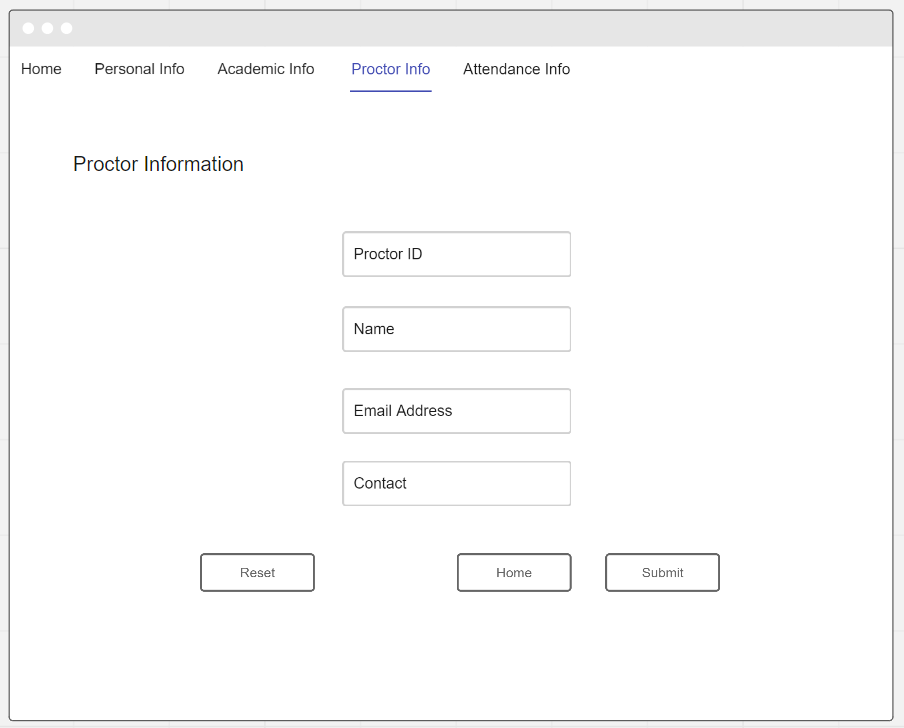 Home Personal Info Academic Info Proctor Info Attendance Info
Proctor Information
Proctor ID
Name
Email Address
Contact
Reset Home Submit